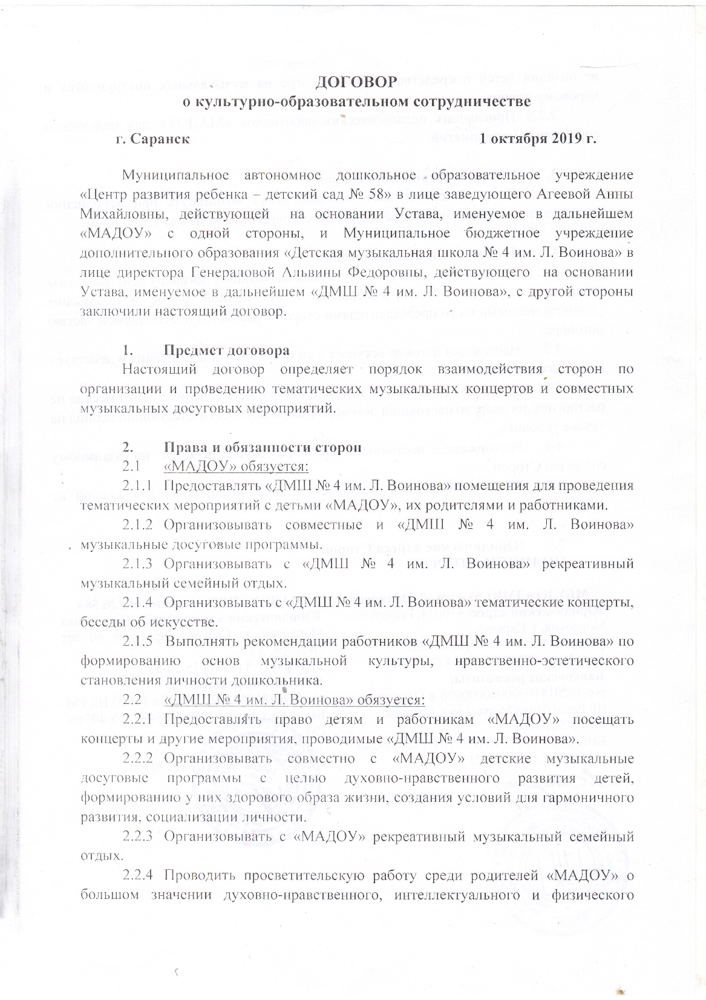 ДОГОВОР
о культурно-образовательном сотрудничестве
г. Саранск 1 октября 2019 г.
Муниципальное автономное дошкольное образовательное учреждение
«Центр развития ребенка – детский сад № 58» в лице заведующего Агеевой Анны
Михайловны, действующей на основании Устава, именуемое в дальнейшем
«МАДОУ» с одной стороны, и Муниципальное бюджетное учреждение
дополнительного образования «Детская музыкальная школа № 4 им. Л. Воинова» в
лице директора Генераловой Альвины Федоровны, действующего на основании
Устава, именуемое в дальнейшем «ДМШ № 4 им. Л. Воинова», с другой стороны
заключили настоящий договор.
1. Предмет договора
Настоящий договор определяет порядок взаимодействия сторон по
организации и проведению тематических музыкальных концертов и совместных
музыкальных досуговых мероприятий.
2. Права и обязанности сторон
2.1 «МАДОУ» обязуется:
2.1.1 Предоставлять «ДМШ № 4 им. Л. Воинова» помещения для проведения
тематических мероприятий с детьми «МАДОУ», их родителями и работниками.
2.1.2 Организовывать совместные и «ДМШ № 4 им. Л. Воинова»
музыкальные досуговые программы.
2.1.3 Организовывать с «ДМШ № 4 им. Л. Воинова» рекреативный
музыкальный семейный отдых.
2.1.4 Организовывать с «ДМШ № 4 им. Л. Воинова» тематические концерты,
беседы об искусстве.
2.1.5 Выполнять рекомендации работников «ДМШ № 4 им. Л. Воинова» по
формированию основ музыкальной культуры, нравственно-эстетического
становления личности дошкольника.
2.2 «ДМШ № 4 им. Л. Воинова» обязуется:
2.2.1 Предоставлять право детям и работникам «МАДОУ» посещать
концерты и другие мероприятия, проводимые «ДМШ № 4 им. Л. Воинова».
2.2.2 Организовывать совместно с «МАДОУ» детские музыкальные
досуговые программы с целью духовно-нравственного развития детей,
формированию у них здорового образа жизни, создания условий для гармоничного
развития, социализации личности.
2.2.3 Организовывать с «МАДОУ» рекреативный музыкальный семейный
отдых.
2.2.4 Проводить просветительскую работу среди родителей «МАДОУ» о
большом значении духовно-нравственного, интеллектуального и физического